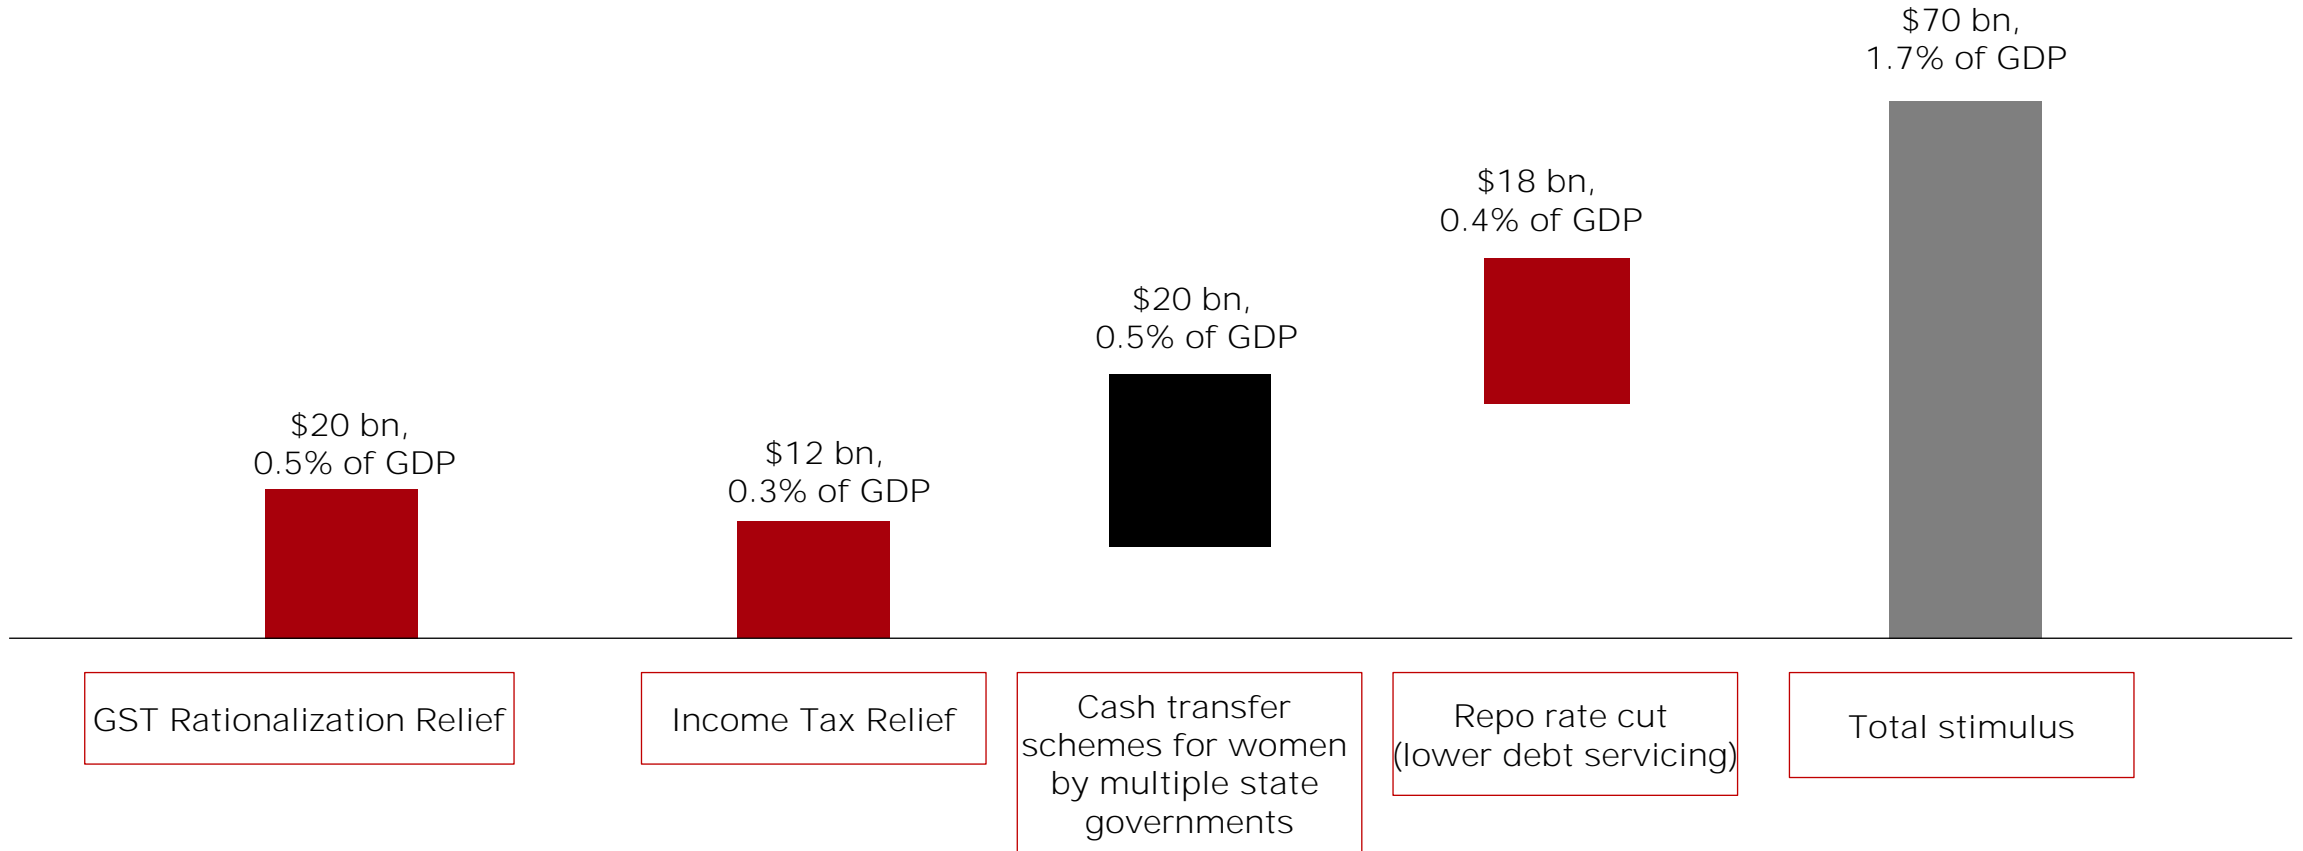 $70 bn,
1.7% of GDP
$18 bn,
0.4% of GDP
$20 bn,
0.5% of GDP
$20 bn,
0.5% of GDP
$12 bn,
0.3% of GDP
GST Rationalization Relief
Income Tax Relief
Cash transfer
schemes for women
by multiple state
governments
Repo rate cut
(lower debt servicing)
Total stimulus